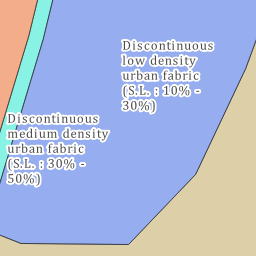 Discontinuous
low density
urban fabric
(S.L. : 10% -
30%)
Discontinuous
medium density
urban fabric
(S.L. : 30% -
50%)